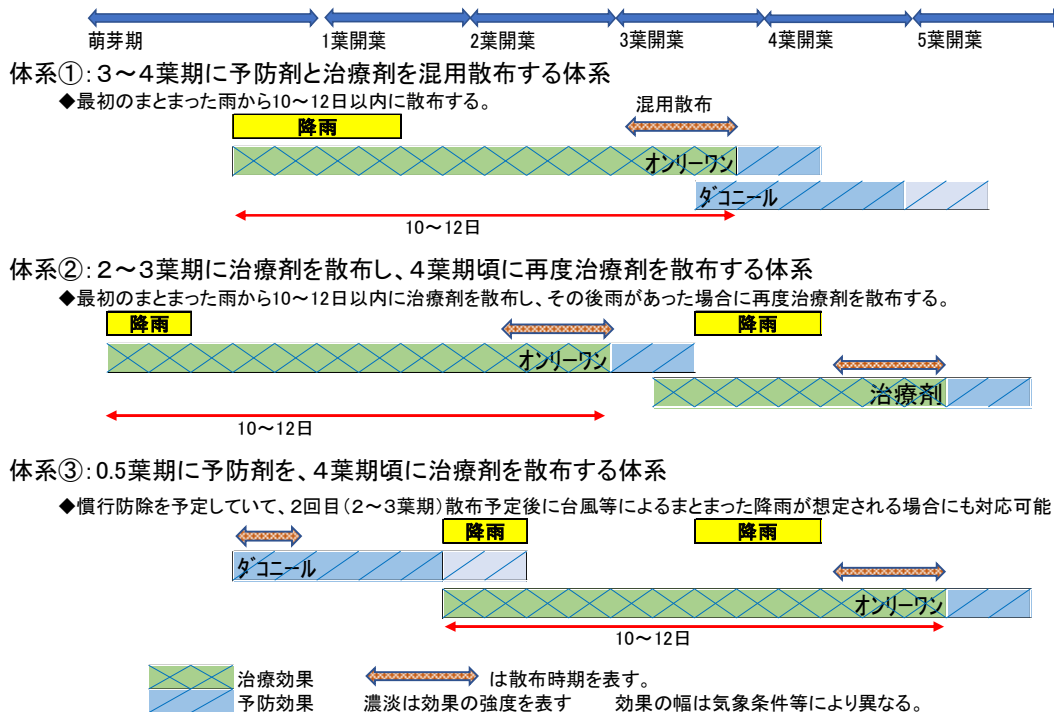 萌芽期 1葉開葉 2葉開葉 3葉開葉 4葉開葉 5葉開葉
体系①：３～４葉期に予防剤と治療剤を混用散布する体系
◆最初のまとまった雨から10～12日以内に散布する。
混用散布
降雨
オンリーワン
ダコニール
10～12日
体系②：２～３葉期に治療剤を散布し、４葉期頃に再度治療剤を散布する体系
◆最初のまとまった雨から10～12日以内に治療剤を散布し、その後雨があった場合に再度治療剤を散布する。
降雨 降雨
オンリーワン
治療剤
10～12日
体系③：0.5葉期に予防剤を、４葉期頃に治療剤を散布する体系
◆慣行防除を予定していて、２回目（２～３葉期）散布予定後に台風等によるまとまった降雨が想定される場合にも対応可能
降雨 降雨
ダコニール
オンリーワン
10～12日
治療効果 は散布時期を表す。
予防効果 濃淡は効果の強度を表す 効果の幅は気象条件等により異なる。